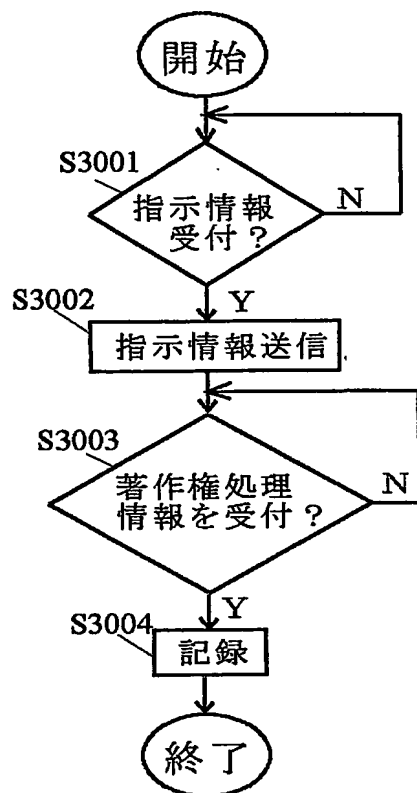 開始
S3001
指示情報
受付？
N
Y
S3002
指示情報送信
S3003
著作権処理
情報を受付？
N
Y
S3004
記録
終了